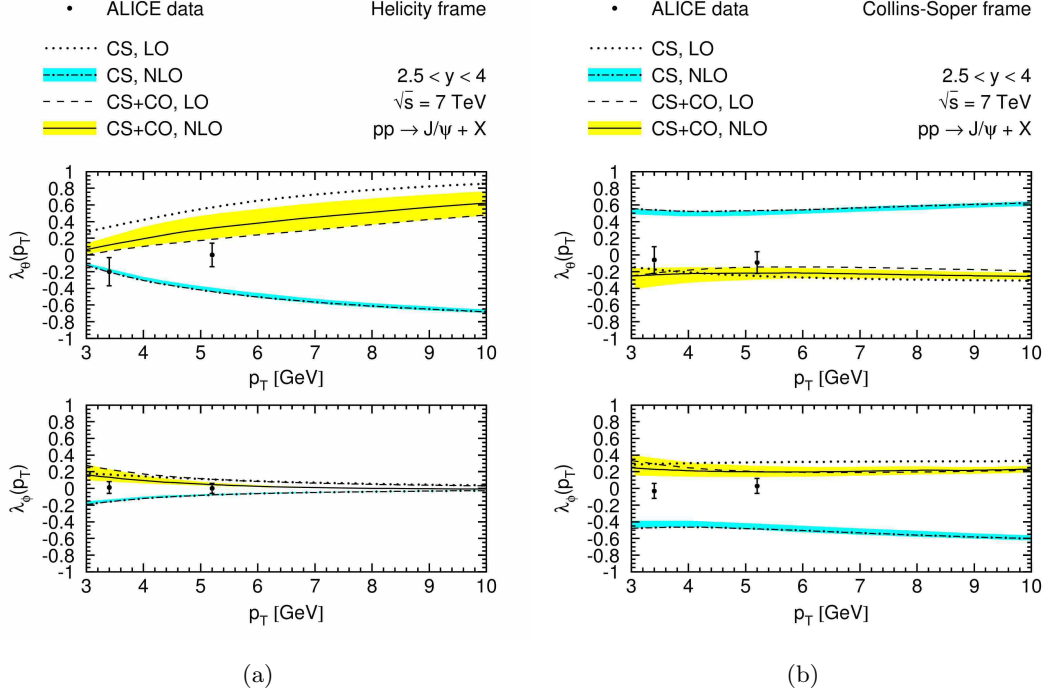 ALICE data Helicity frame
CS, LO
CS, NLO 2.5 < y < 4
CS+CO, LO √s = 7 TeV
CS+CO, NLO pp → J/ψ + X
1
0.8
0.6
0.4
0.2
0
-0.2
-0.4
-0.6
-0.8
-1
λθ(pT)
3 4 5 6 7 8 9 10
pT [GeV]
1
0.8
0.6
0.4
0.2
0
-0.2
-0.4
-0.6
-0.8
-1
λϕ(pT)
3 4 5 6 7 8 9 10
pT [GeV]
(a)
ALICE data Collins-Soper frame
CS, LO
CS, NLO 2.5 < y < 4
CS+CO, LO √s = 7 TeV
CS+CO, NLO pp → J/ψ + X
1
0.8
0.6
0.4
0.2
0
-0.2
-0.4
-0.6
-0.8
-1
λθ(pT)
3 4 5 6 7 8 9 10
pT [GeV]
1
0.8
0.6
0.4
0.2
0
-0.2
-0.4
-0.6
-0.8
-1
λϕ(pT)
3 4 5 6 7 8 9 10
pT [GeV]
(b)